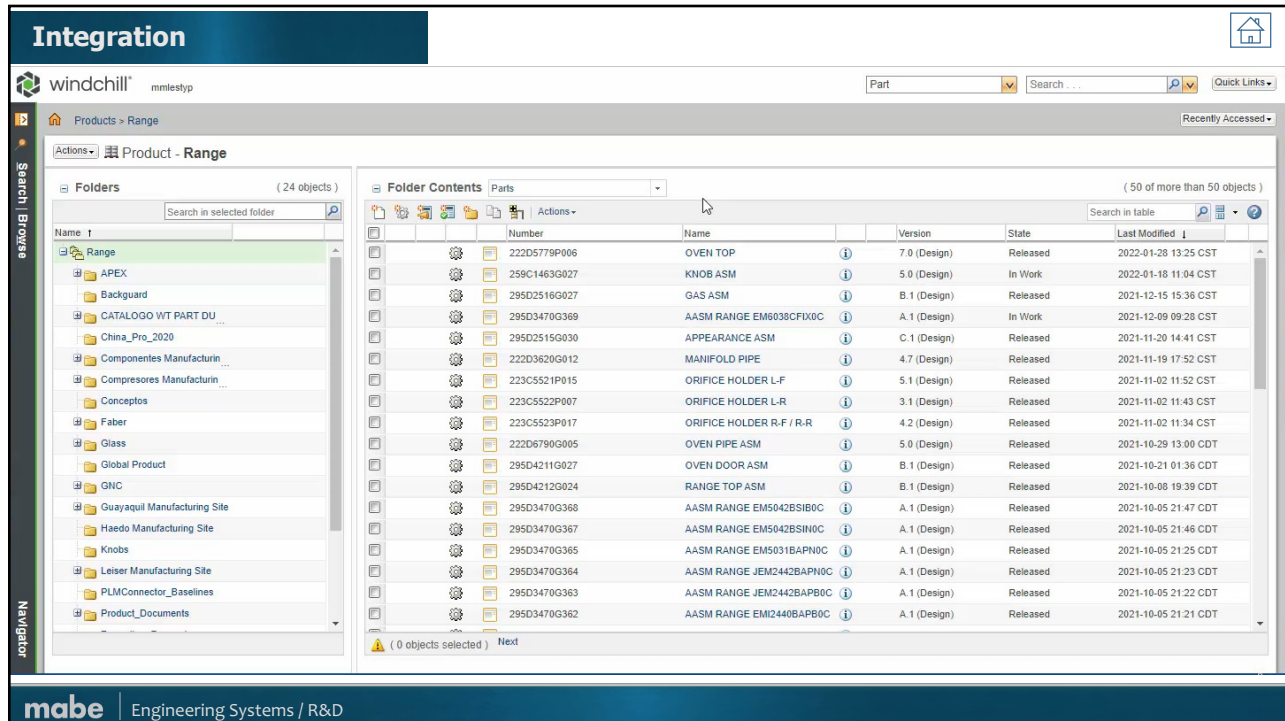 Integration
windchill® mmlestyp Part Search . . . Quick Links
Products > Range Recently Accessed
Actions Product - Range
Search | Browse
Navigator
Folders ( 24 objects )
Search in selected folder
Name
Range
APEX
Backguard
CATALOGO WT PART DU...
China_Pro_2020
Componentes Manufacturin...
Compresores Manufacturin...
Conceptos
Faber
Glass
Global Product
GNC
Guayaquil Manufacturing Site
Haedo Manufacturing Site
Knobs
Leiser Manufacturing Site
PLMConnector_Baselines
Product_Documents
Folder Contents Parts ( 50 of more than 50 objects )
Actions Search in table
Number Name Version State Last Modified
222D5779P006 OVEN TOP 7.0 (Design) Released 2022-01-28 13:25 CST
259C1463G027 KNOB ASM 5.0 (Design) In Work 2022-01-18 11:04 CST
295D2516G027 GAS ASM B.1 (Design) Released 2021-12-15 15:36 CST
295D3470G369 AASM RANGE EM6038CFIX0C A.1 (Design) In Work 2021-12-09 09:28 CST
295D2515G030 APPEARANCE ASM C.1 (Design) Released 2021-11-20 14:41 CST
222D3620G012 MANIFOLD PIPE 4.7 (Design) Released 2021-11-19 17:52 CST
223C5521P015 ORIFICE HOLDER L-F 5.1 (Design) Released 2021-11-02 11:52 CST
223C5522P007 ORIFICE HOLDER L-R 3.1 (Design) Released 2021-11-02 11:43 CST
223C5523P017 ORIFICE HOLDER R-F / R-R 4.2 (Design) Released 2021-11-02 11:34 CST
222D6790G005 OVEN PIPE ASM 5.0 (Design) Released 2021-10-29 13:00 CDT
295D4211G027 OVEN DOOR ASM B.1 (Design) Released 2021-10-21 01:36 CDT
295D4212G024 RANGE TOP ASM B.1 (Design) Released 2021-10-08 19:39 CDT
295D3470G368 AASM RANGE EM5042BSIB0C A.1 (Design) Released 2021-10-05 21:47 CDT
295D3470G367 AASM RANGE EM5042BSIN0C A.1 (Design) Released 2021-10-05 21:46 CDT
295D3470G365 AASM RANGE EM5031BAPN0C A.1 (Design) Released 2021-10-05 21:25 CDT
295D3470G364 AASM RANGE JEM2442BAPN0C A.1 (Design) Released 2021-10-05 21:23 CDT
295D3470G363 AASM RANGE JEM2442BAPB0C A.1 (Design) Released 2021-10-05 21:22 CDT
295D3470G362 AASM RANGE EMI2440BAPB0C A.1 (Design) Released 2021-10-05 21:21 CDT
( 0 objects selected ) Next
mabe Engineering Systems / R&D